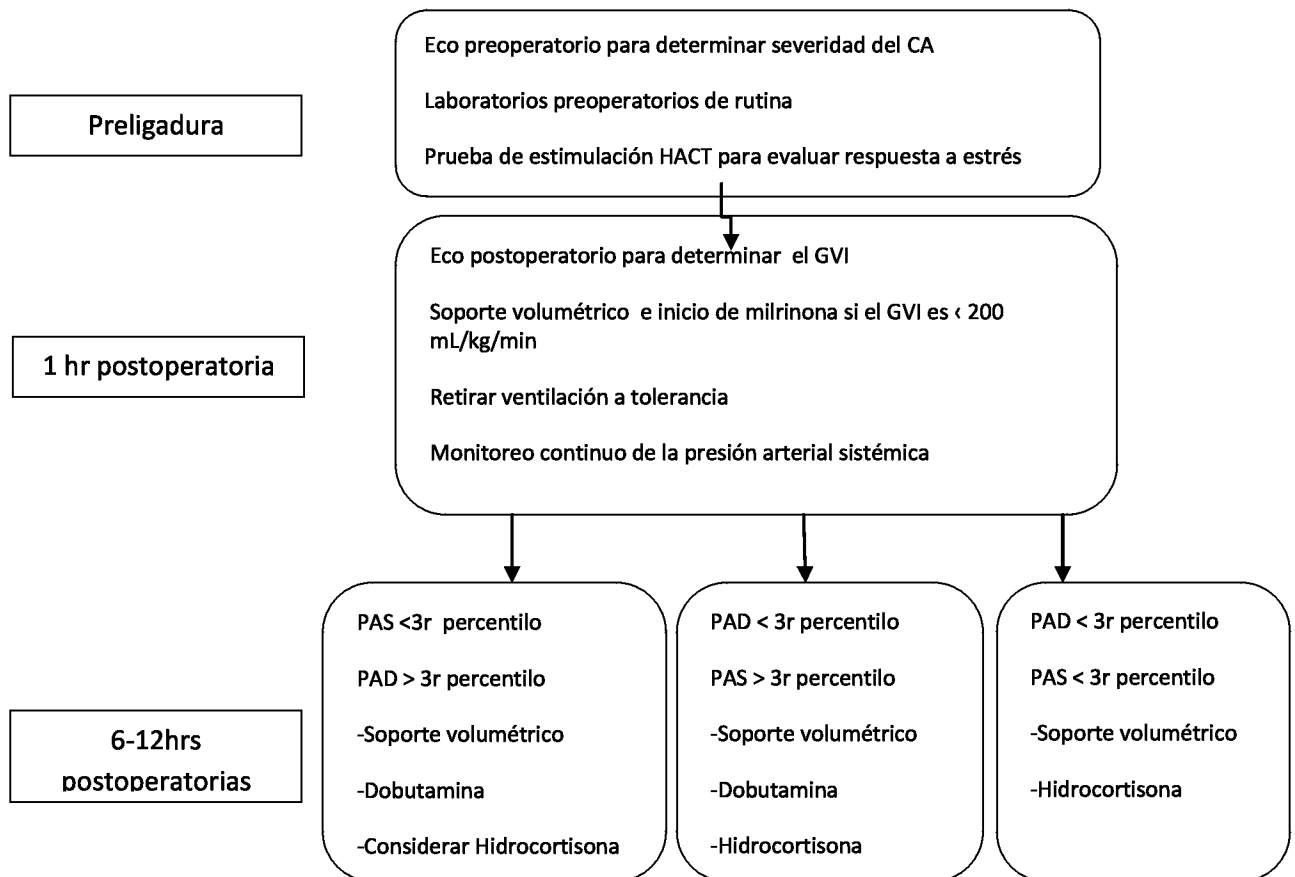 Preligadura
Eco preoperatorio para determinar severidad del CA
Laboratorios preoperatorios de rutina
Prueba de estimulación HACT para evaluar respuesta a estrés
1 hr postoperatoria
Eco postoperatorio para determinar el GVI
Soporte volumétrico e inicio de milrinona si el GVI es ‹ 200
mL/kg/min
Retirar ventilación a tolerancia
Monitoreo continuo de la presión arterial sistémica
6-12hrs
postoperatorias
PAS <3r percentilo
PAD > 3r percentilo
-Soporte volumétrico
-Dobutamina
-Considerar Hidrocortisona
PAD < 3r percentilo
PAS > 3r percentilo
-Soporte volumétrico
-Dobutamina
-Hidrocortisona
PAD < 3r percentilo
PAS < 3r percentilo
-Soporte volumétrico
-Hidrocortisona